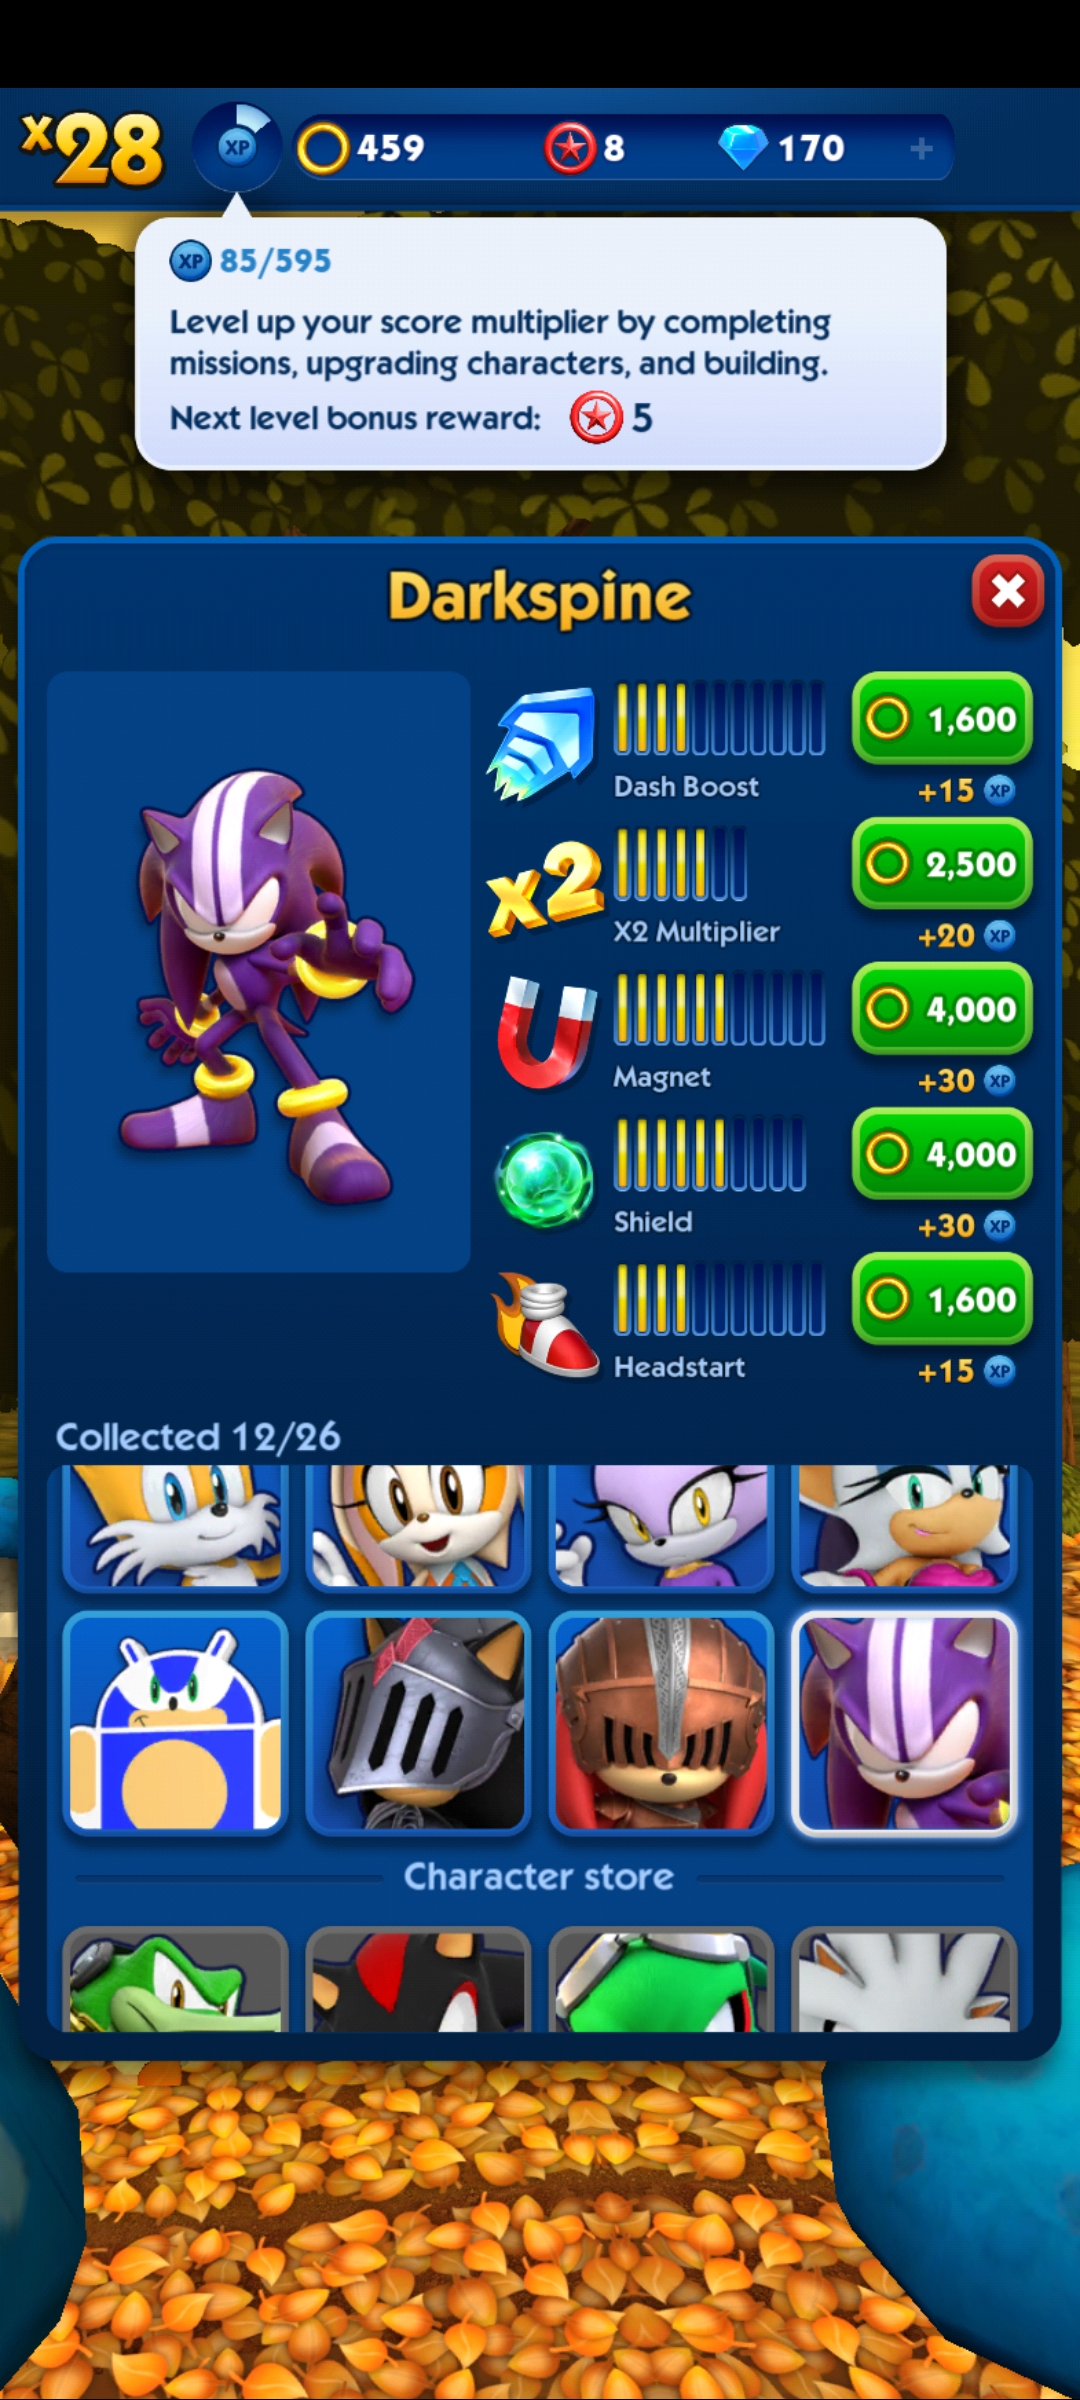 x28
XP
459
8
170
+
XP 85/595
Level up your score multiplier by completing
missions, upgrading characters, and building.
Next level bonus reward: 5
Darkspine
1,600
Dash Boost
+15 XP
x2
2,500
X2 Multiplier
+20 XP
4,000
Magnet
+30 XP
4,000
Shield
+30 XP
1,600
Headstart
+15 XP
Collected 12/26
Character store